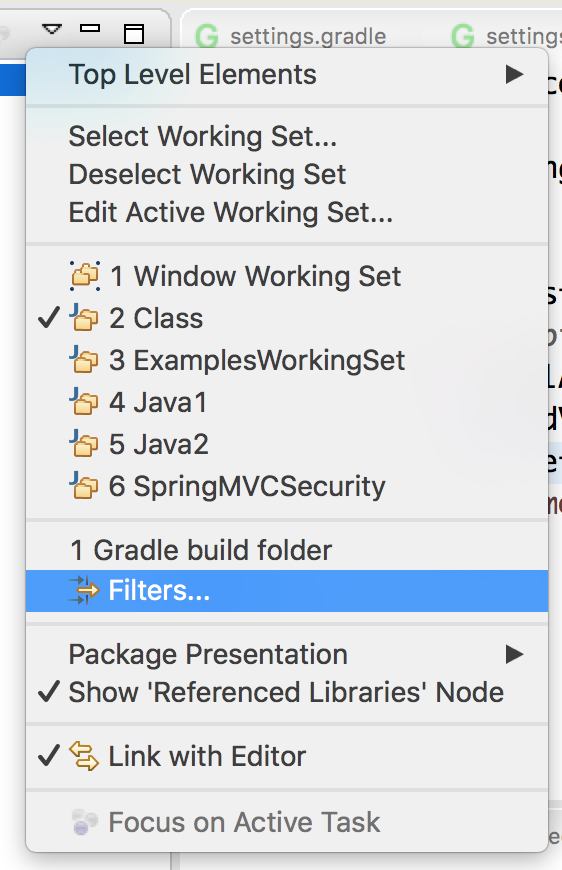 settings.gradle
Top Level Elements
Select Working Set...
Deselect Working Set
Edit Active Working Set...
1 Window Working Set
2 Class
3 ExamplesWorkingSet
4 Java1
5 Java2
6 SpringMVCSecurity
1 Gradle build folder
Filters...
Package Presentation
Show 'Referenced Libraries' Node
Link with Editor
Focus on Active Task